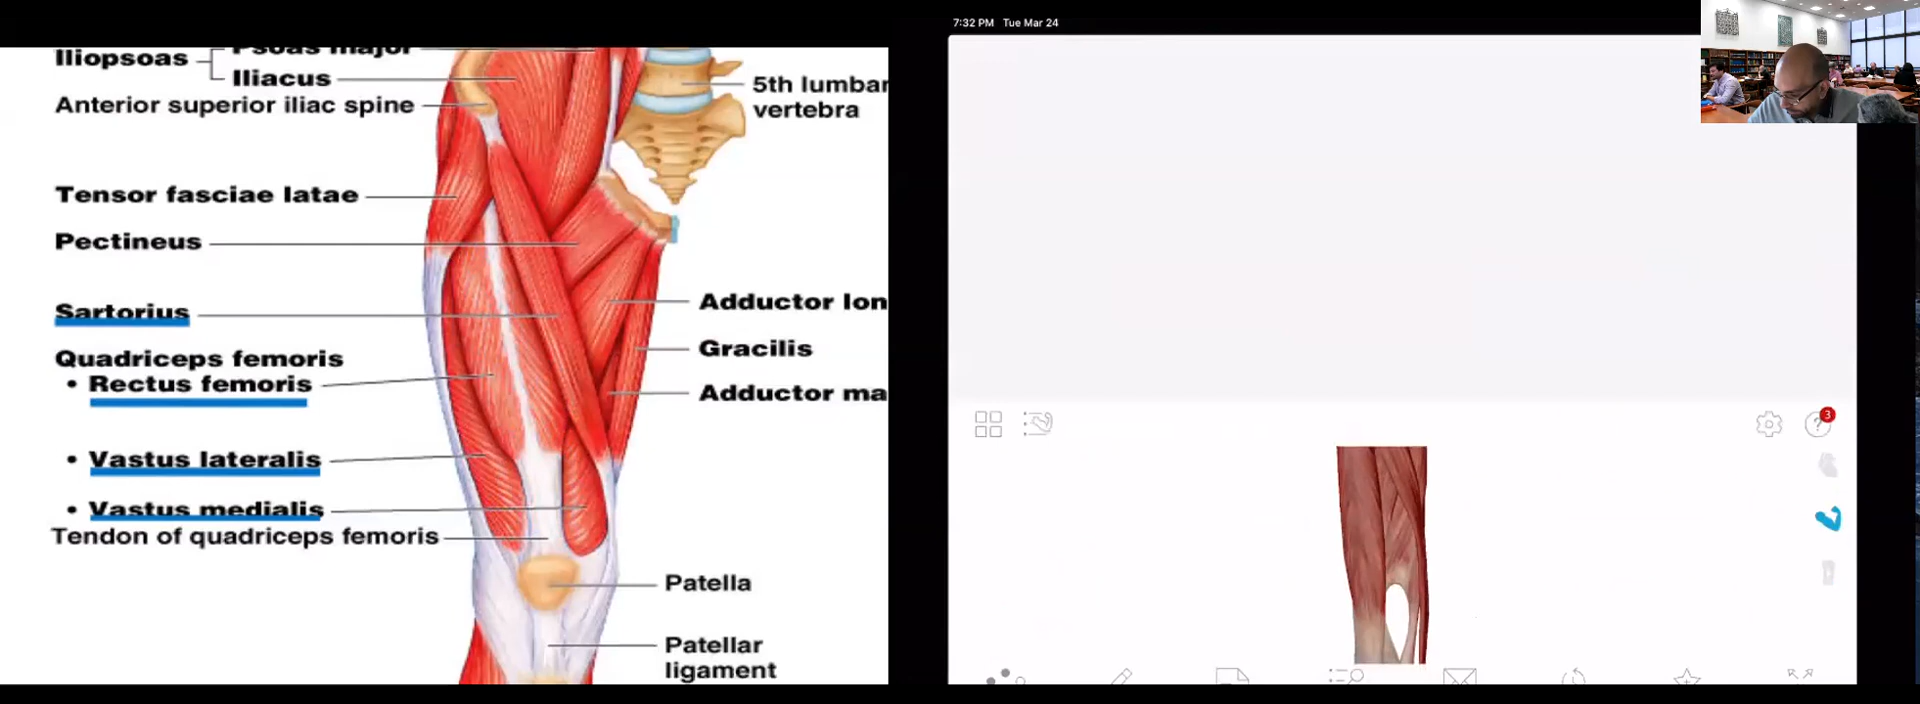 Psoas major
Iliopsoas
Iliacus
Anterior superior iliac spine
5th lumbar
vertebra
Tensor fasciae latae
Pectineus
Sartorius
Adductor lon
Quadriceps femoris
• Rectus femoris
Gracilis
Adductor ma
• Vastus lateralis
• Vastus medialis
Tendon of quadriceps femoris
Patella
Patellar
ligament
7:32 PM Tue Mar 24
3